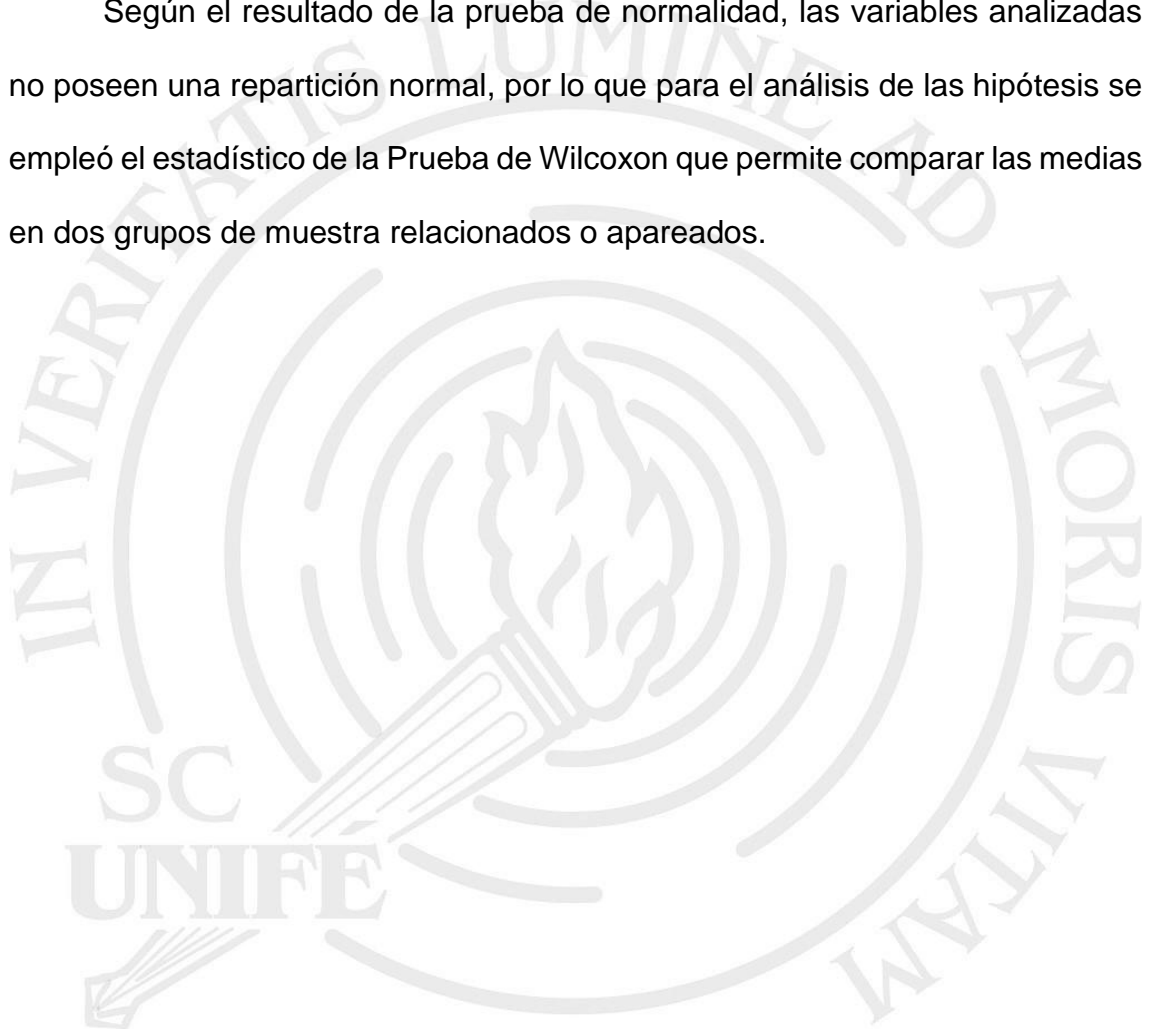 Según el resultado de la prueba de normalidad, las variables analizadas
no poseen una repartición normal, por lo que para el análisis de las hipótesis se
empleó el estadístico de la Prueba de Wilcoxon que permite comparar las medias
en dos grupos de muestra relacionados o apareados.
IN VERITATIS LUMINE AD AMORIS VITAM
SC
UNIFÉ